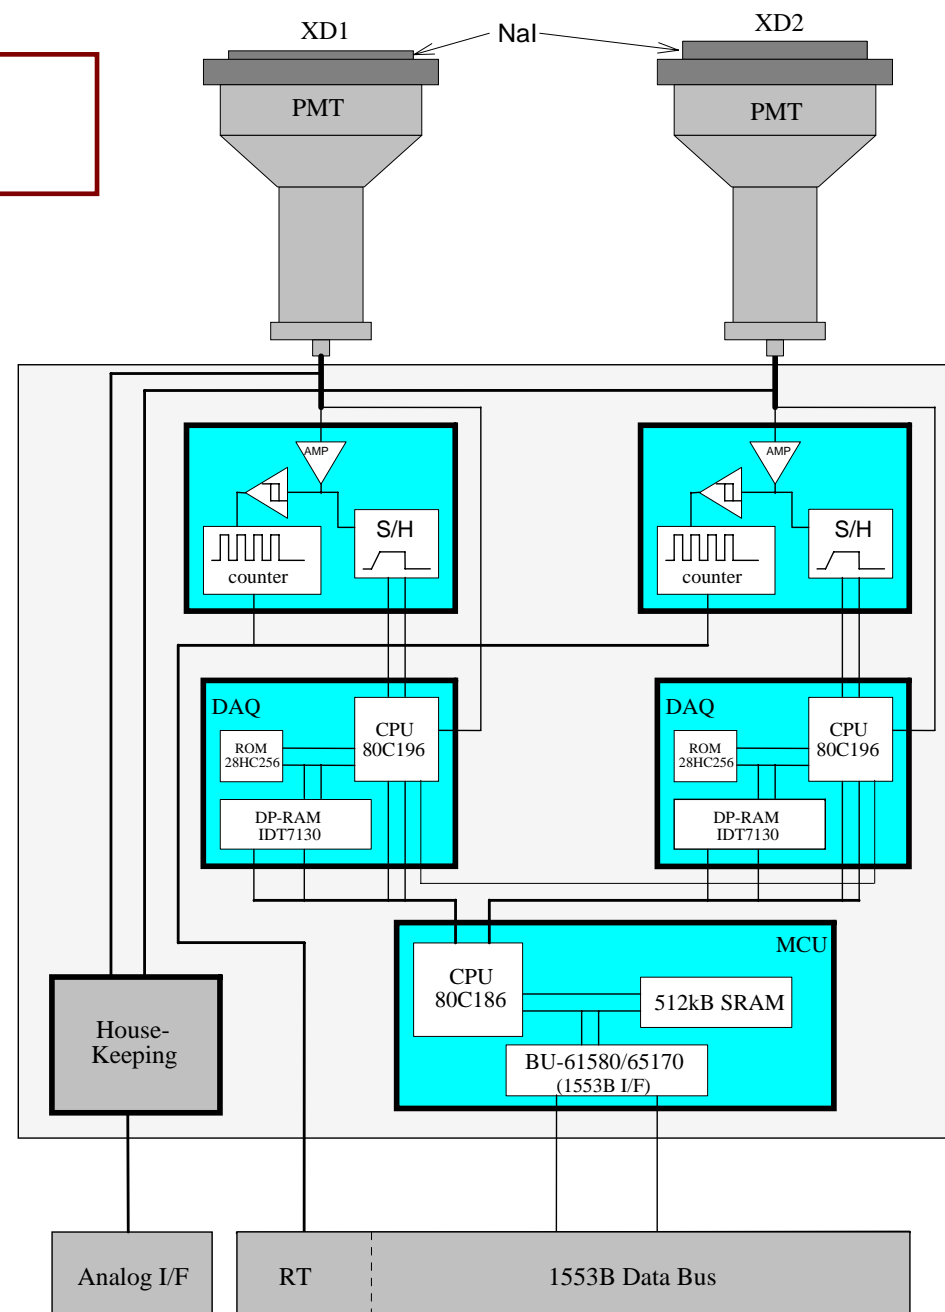 XD1
NaI
XD2
PMT
PMT
AMP
AMP
S/H
S/H
counter
counter
DAQ
CPU
80C196
ROM
28HC256
DP-RAM
IDT7130
DAQ
CPU
80C196
ROM
28HC256
DP-RAM
IDT7130
MCU
CPU
80C186
512kB SRAM
BU-61580/65170
(1553B I/F)
House-
Keeping
Analog I/F
RT
1553B Data Bus